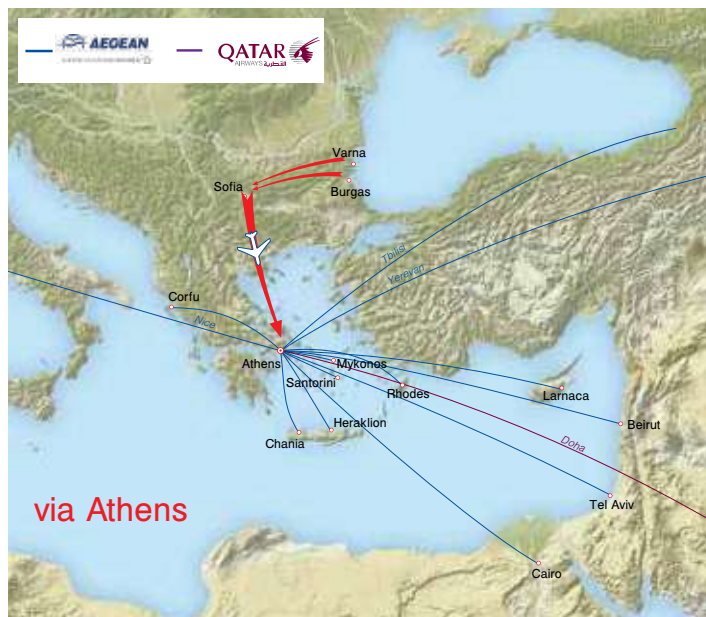 AEGEAN
QATAR
AIRWAYS القطرية
Varna
Sofia
Burgas
Tbilisi
Yerevan
Corfu
Nice
Athens
Mykonos
Santorini
Rhodes
Larnaca
Heraklion
Beirut
Chania
Doha
Tel Aviv
via Athens
Cairo